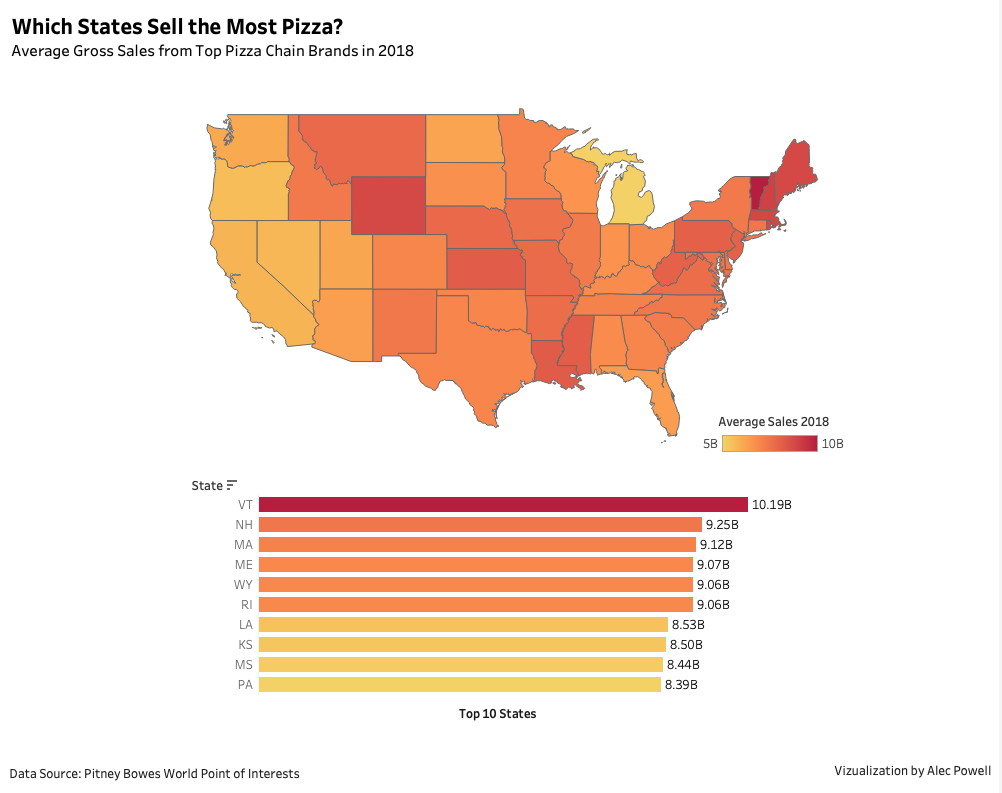 Which States Sell the Most Pizza?
Average Gross Sales from Top Pizza Chain Brands in 2018
Average Sales 2018
5B 10B
State
VT 10.19B
NH 9.25B
MA 9.12B
ME 9.07B
WY 9.06B
RI 9.06B
LA 8.53B
KS 8.50B
MS 8.44B
PA 8.39B
Top 10 States
Data Source: Pitney Bowes World Point of Interests
Vizualization by Alec Powell